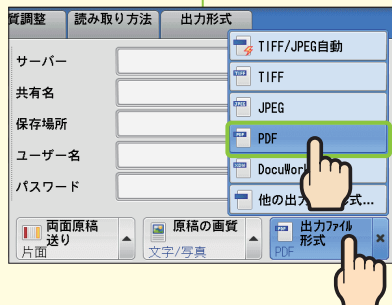 質調整
読み取り方法
出力形式
サーバー
共有名
保存場所
ユーザー名
パスワード
TIFF/JPEG自動
TIFF
JPEG
PDF
他の出
式...
両面原稿
送り
片面
原稿の画質
文字/写真
出力ファイル
形式
PDF